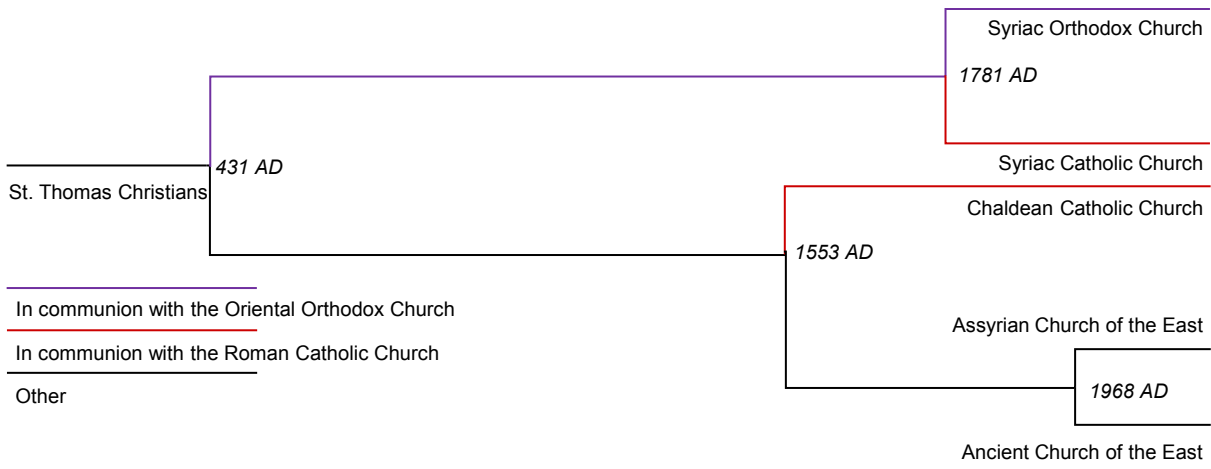 Syriac Orthodox Church
1781 AD
431 AD
Syriac Catholic Church
St. Thomas Christians
Chaldean Catholic Church
1553 AD
In communion with the Oriental Orthodox Church
Assyrian Church of the East
In communion with the Roman Catholic Church
1968 AD
Other
Ancient Church of the East